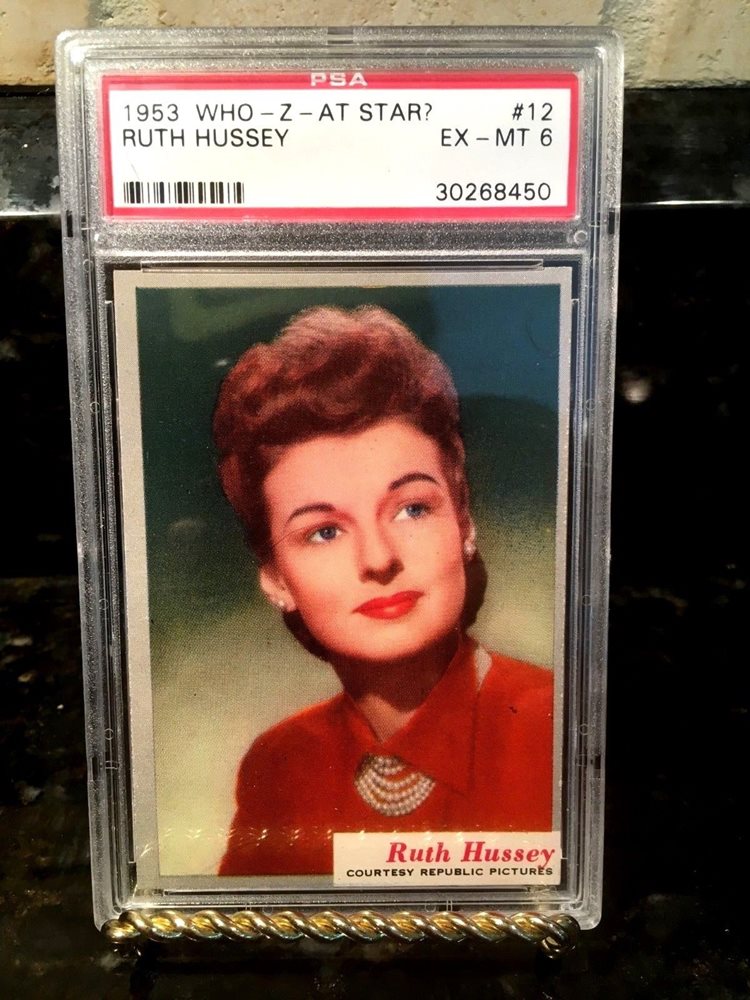 PSA
1953 WHO-Z-AT STAR? #12
RUTH HUSSEY EX-MT 6
30268450
Ruth Hussey
COURTESY REPUBLIC PICTURES